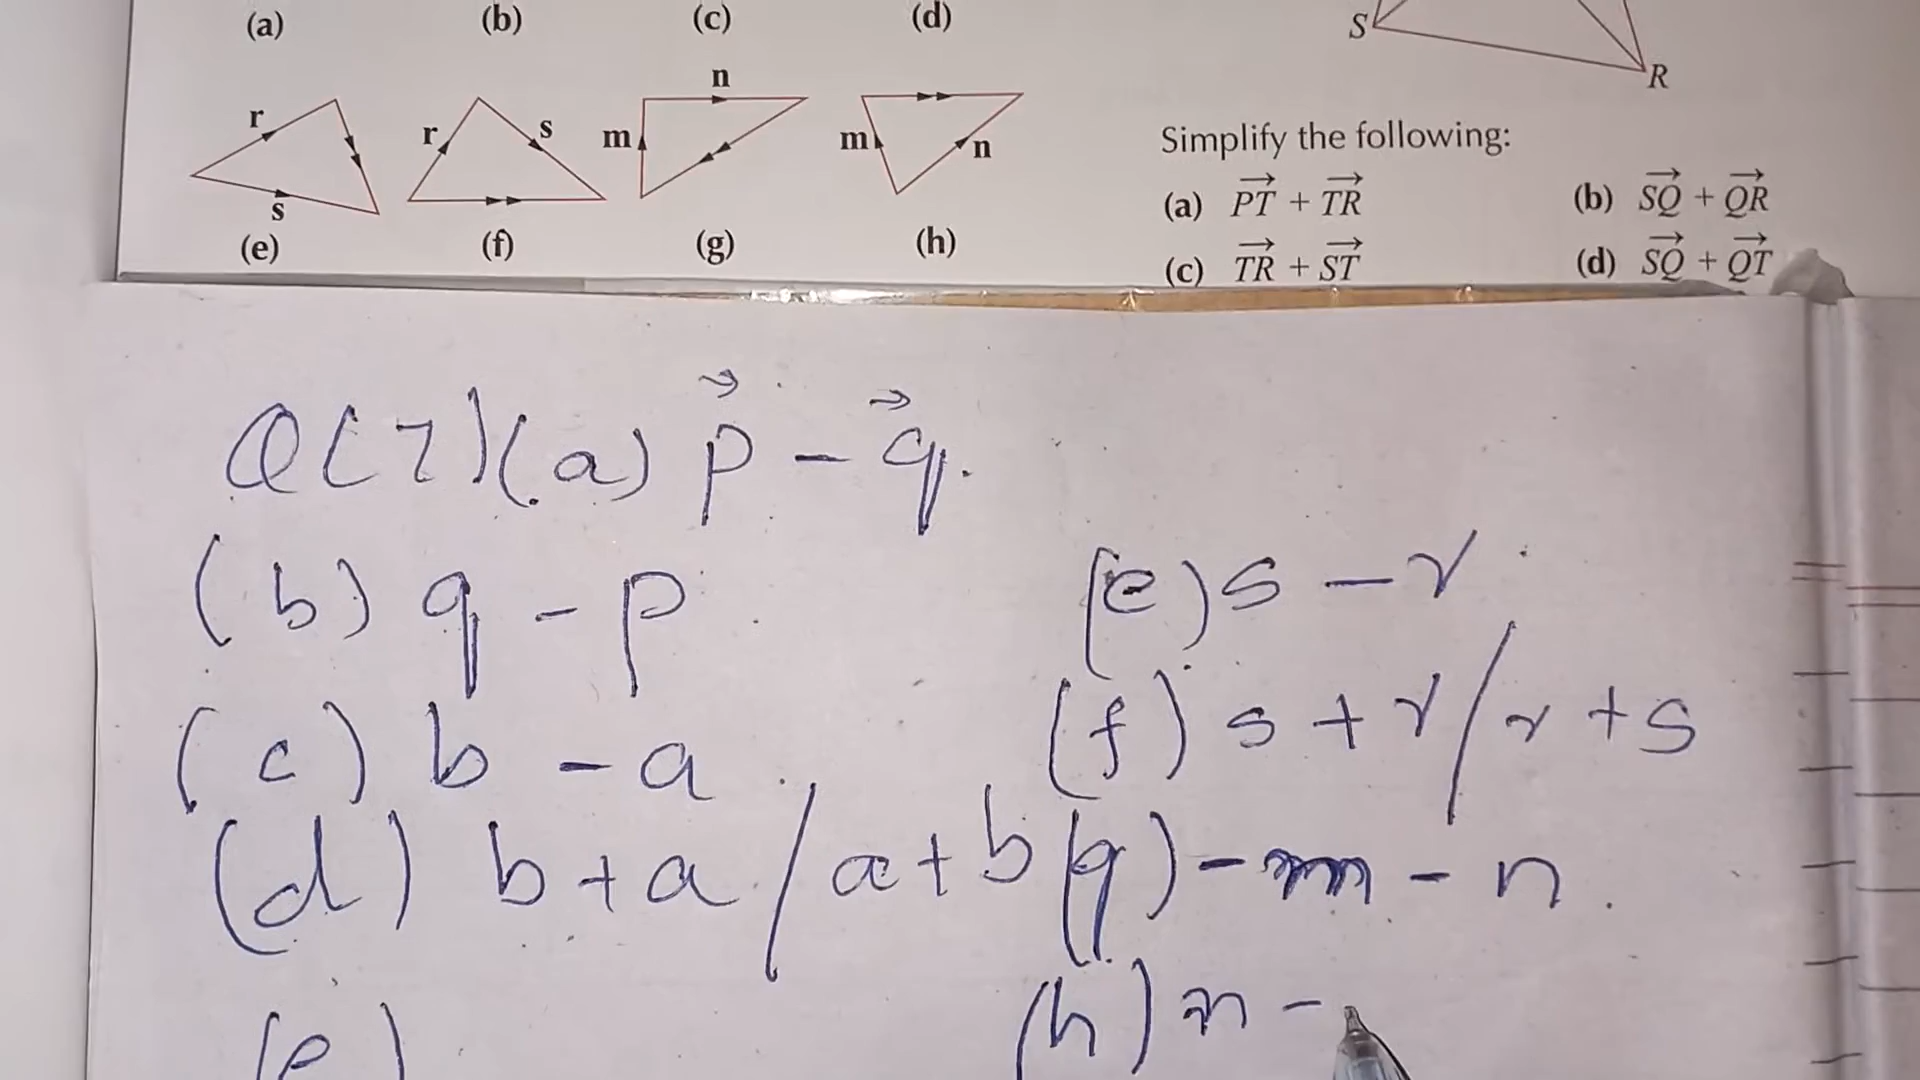 (a) (b) (c) (d)
S
R
r s
r s
m n
m n
(e) (f) (g) (h)
Simplify the following:
(a) PT + TR (b) SQ + QR
(c) TR + ST (d) SQ + QT
Q(7)(a) p - q.
(b) q - p
(c) b - a
(d) b + a / a + b
(e)
(e) s - r
(f) s + r / r + s
(g) - m - n.
(h) n -